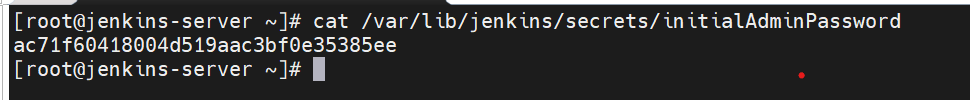 [root@jenkins-server ~]# cat /var/lib/jenkins/secrets/initialAdminPassword
ac71f60418004d519aac3bf0e35385ee
[root@jenkins-server ~]#